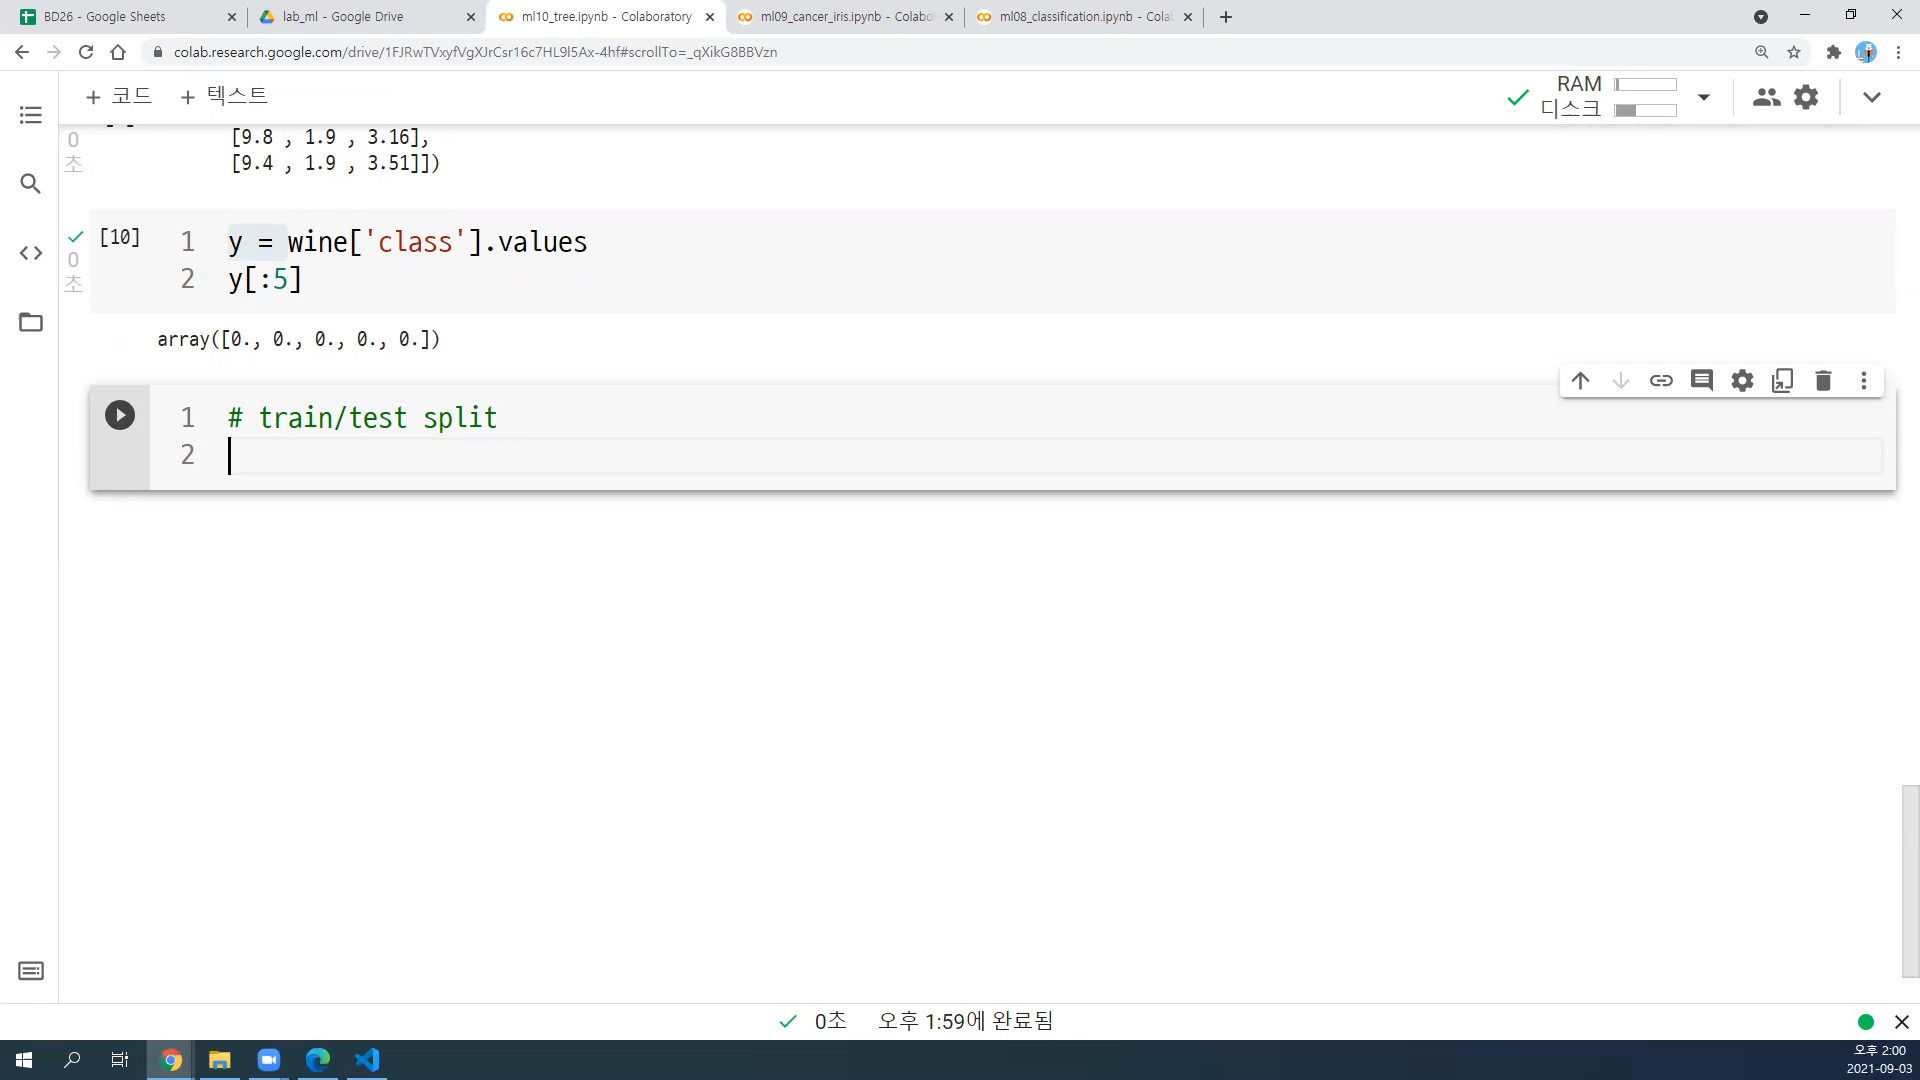 BD26 - Google Sheets
lab_ml - Google Drive
ml10_tree.ipynb - Colaboratory
ml09_cancer_iris.ipynb - Colab
ml08_classification.ipynb - Cola
colab.research.google.com/drive/1FJRwTVxyfVgXJrCsr16c7HL9l5Ax-4hf#scrollTo=_qXikG8BBVzn
+ 코드 + 텍스트
RAM
디스크
0
초
[9.8 , 1.9 , 3.16],
[9.4 , 1.9 , 3.51]])
[10]
0
초
1 y = wine['class'].values
2 y[:5]
array([0., 0., 0., 0., 0.])
1 # train/test split
2
0초 오후 1:59에 완료됨
오후 2:00
2021-09-03